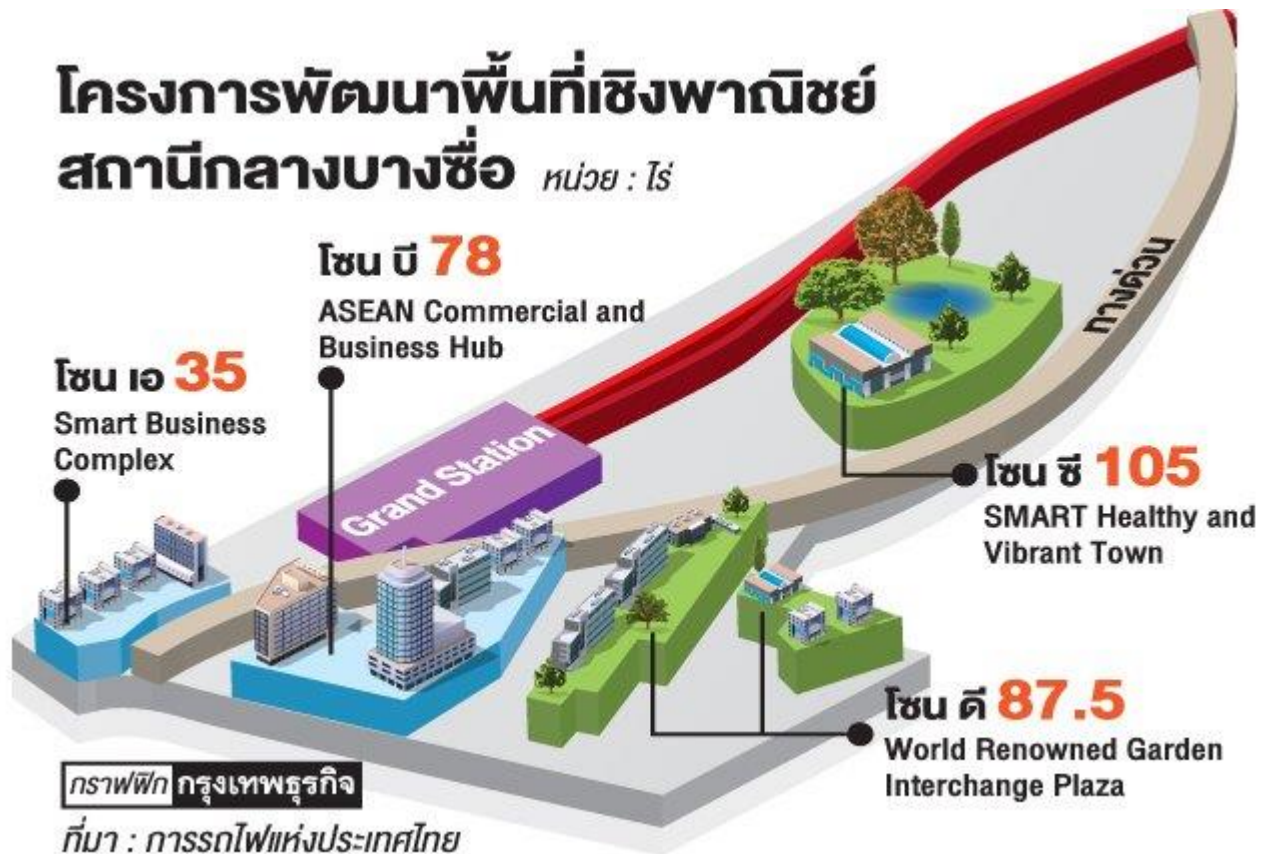 โครงการพัฒนาพื้นที่เชิงพาณิชย์
สถานีกลางบางซื่อ หน่วย : ไร่
โซน บี 78
ASEAN Commercial and
Business Hub
โซน เอ 35
Smart Business
Complex
Grand Station
ทางด่วน
โซน ซี 105
SMART Healthy and
Vibrant Town
โซน ดี 87.5
World Renowned Garden
Interchange Plaza
กราฟฟิก กรุงเทพธุรกิจ
ที่มา : การรถไฟแห่งประเทศไทย